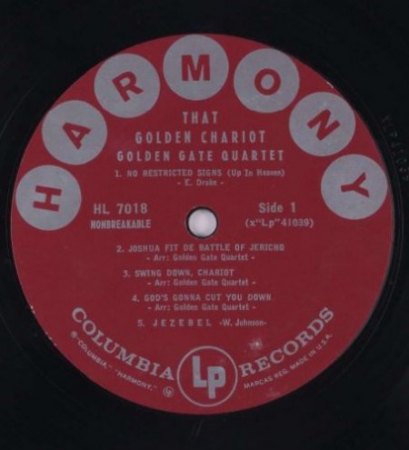 HARMONY
THAT
GOLDEN CHARIOT
GOLDEN GATE QUARTET
1. NO RESTRICTED SIGNS (Up In Heaven)
- E. Drake -
HL 7018
NONBREAKABLE
Side 1
(x"Lp"41039)
2. JOSHUA FIT DE BATTLE OF JERICHO
- Arr: Golden Gate Quartet -
3. SWING DOWN, CHARIOT
- Arr: Golden Gate Quartet -
4. GOD'S GONNA CUT YOU DOWN
- Arr: Golden Gate Quartet -
5. JEZEBEL -W. Johnson-
COLUMBIA Lp RECORDS
® "COLUMBIA", "HARMONY", Lp
MARCAS REG. MADE IN U.S.A.